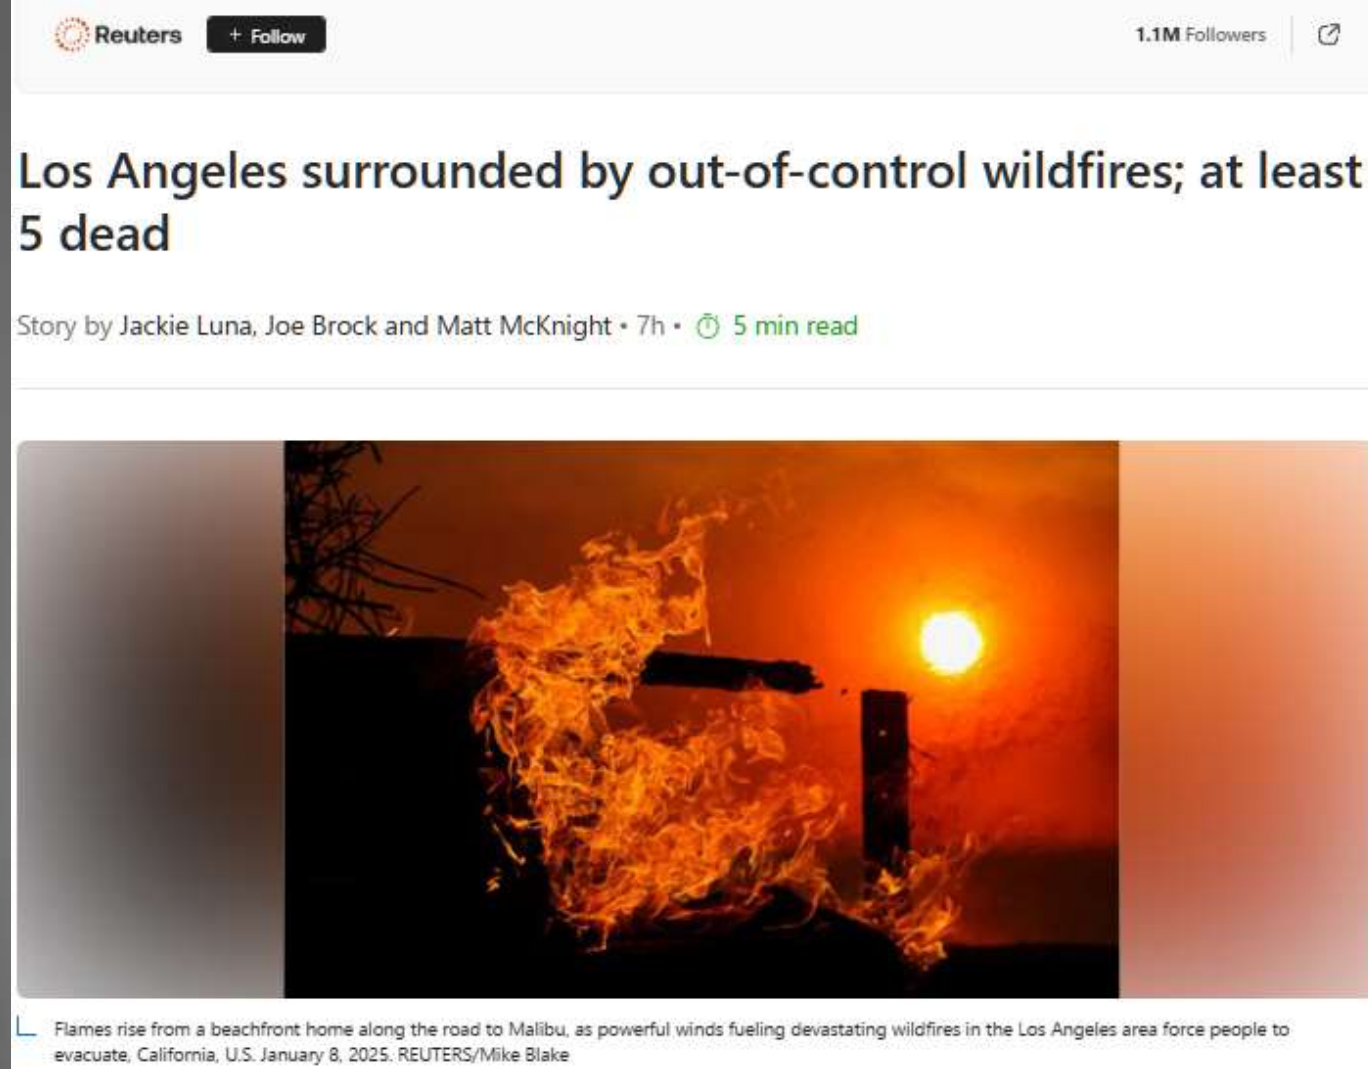 Reuters + Follow 1.1M Followers
Los Angeles surrounded by out-of-control wildfires; at least
5 dead
Story by Jackie Luna, Joe Brock and Matt McKnight • 7h • 5 min read
Flames rise from a beachfront home along the road to Malibu, as powerful winds fueling devastating wildfires in the Los Angeles area force people to
evacuate, California, U.S. January 8, 2025. REUTERS/Mike Blake